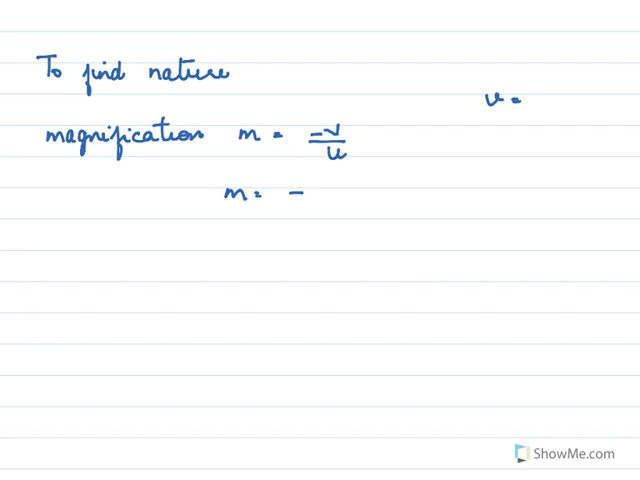 To find nature
v =
magnification m = -v/u
m = -
ShowMe.com